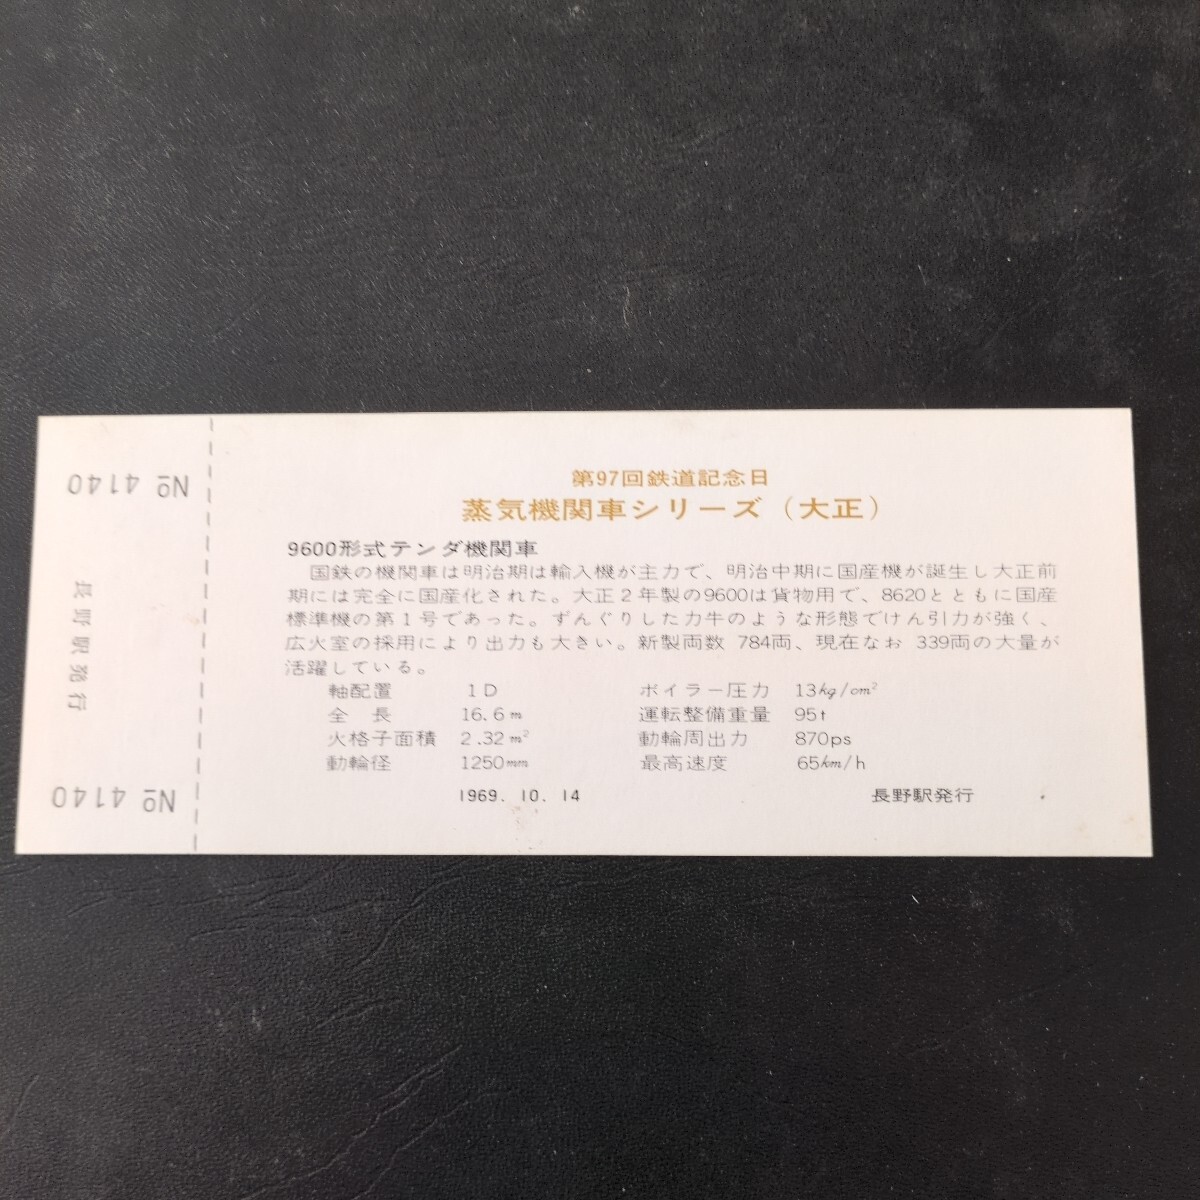 № 4140
長野駅発行
№ 4140
第97回鉄道記念日
蒸気機関車シリーズ（大正）
9600形式テンダ機関車
国鉄の機関車は明治期は輸入機が主力で、明治中期に国産機が誕生し大正前
期には完全に国産化された。大正２年製の9600は貨物用で、8620とともに国産
標準機の第１号であった。ずんぐりした力牛のような形態でけん引力が強く、
広火室の採用により出力も大きい。新製両数 784両、現在なお 339両の大量が
活躍している。
軸配置 1D ボイラー圧力 13kg/cm²
全長 16.6m 運転整備重量 95t
火格子面積 2.32m² 動輪周出力 870ps
動輪径 1250mm 最高速度 65km/h
1969. 10. 14 長野駅発行